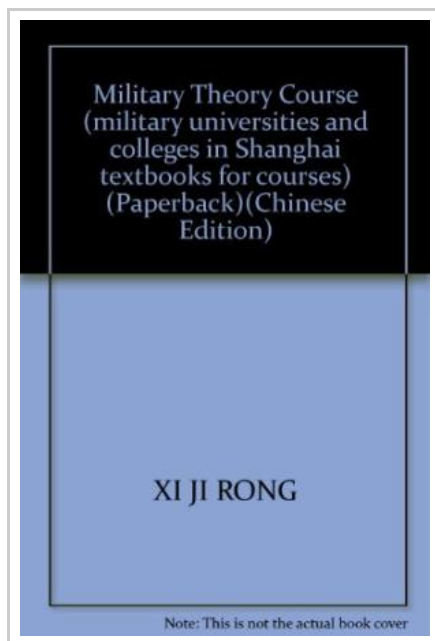 Military Theory Course
(military universities and
colleges in Shanghai
textbooks for courses)
(Paperback)(Chinese
Edition)
XI JI RONG
Note: This is not the actual book cover